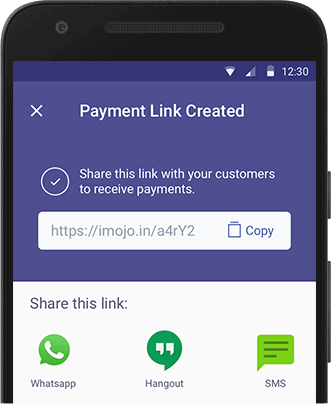 12:30
Payment Link Created
Share this link with your customers
to receive payments.
https://imojo.in/a4rY2 Copy
Share this link:
Whatsapp Hangout SMS